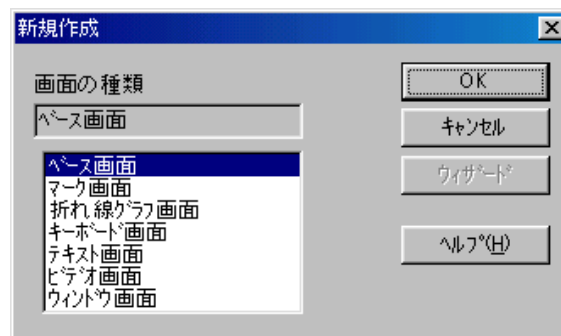 新規作成
画面の種類
ﾍﾞｰｽ画面
ﾍﾞｰｽ画面
ﾏｰｸ画面
折れ線ｸﾞﾗﾌ画面
ｷｰﾎﾞｰﾄﾞ画面
ﾃｷｽﾄ画面
ﾋﾞﾃﾞｵ画面
ｳｨﾝﾄﾞｳ画面
OK
ｷｬﾝｾﾙ
ｳｨｻﾞｰﾄﾞ
ﾍﾙﾌﾟ(H)